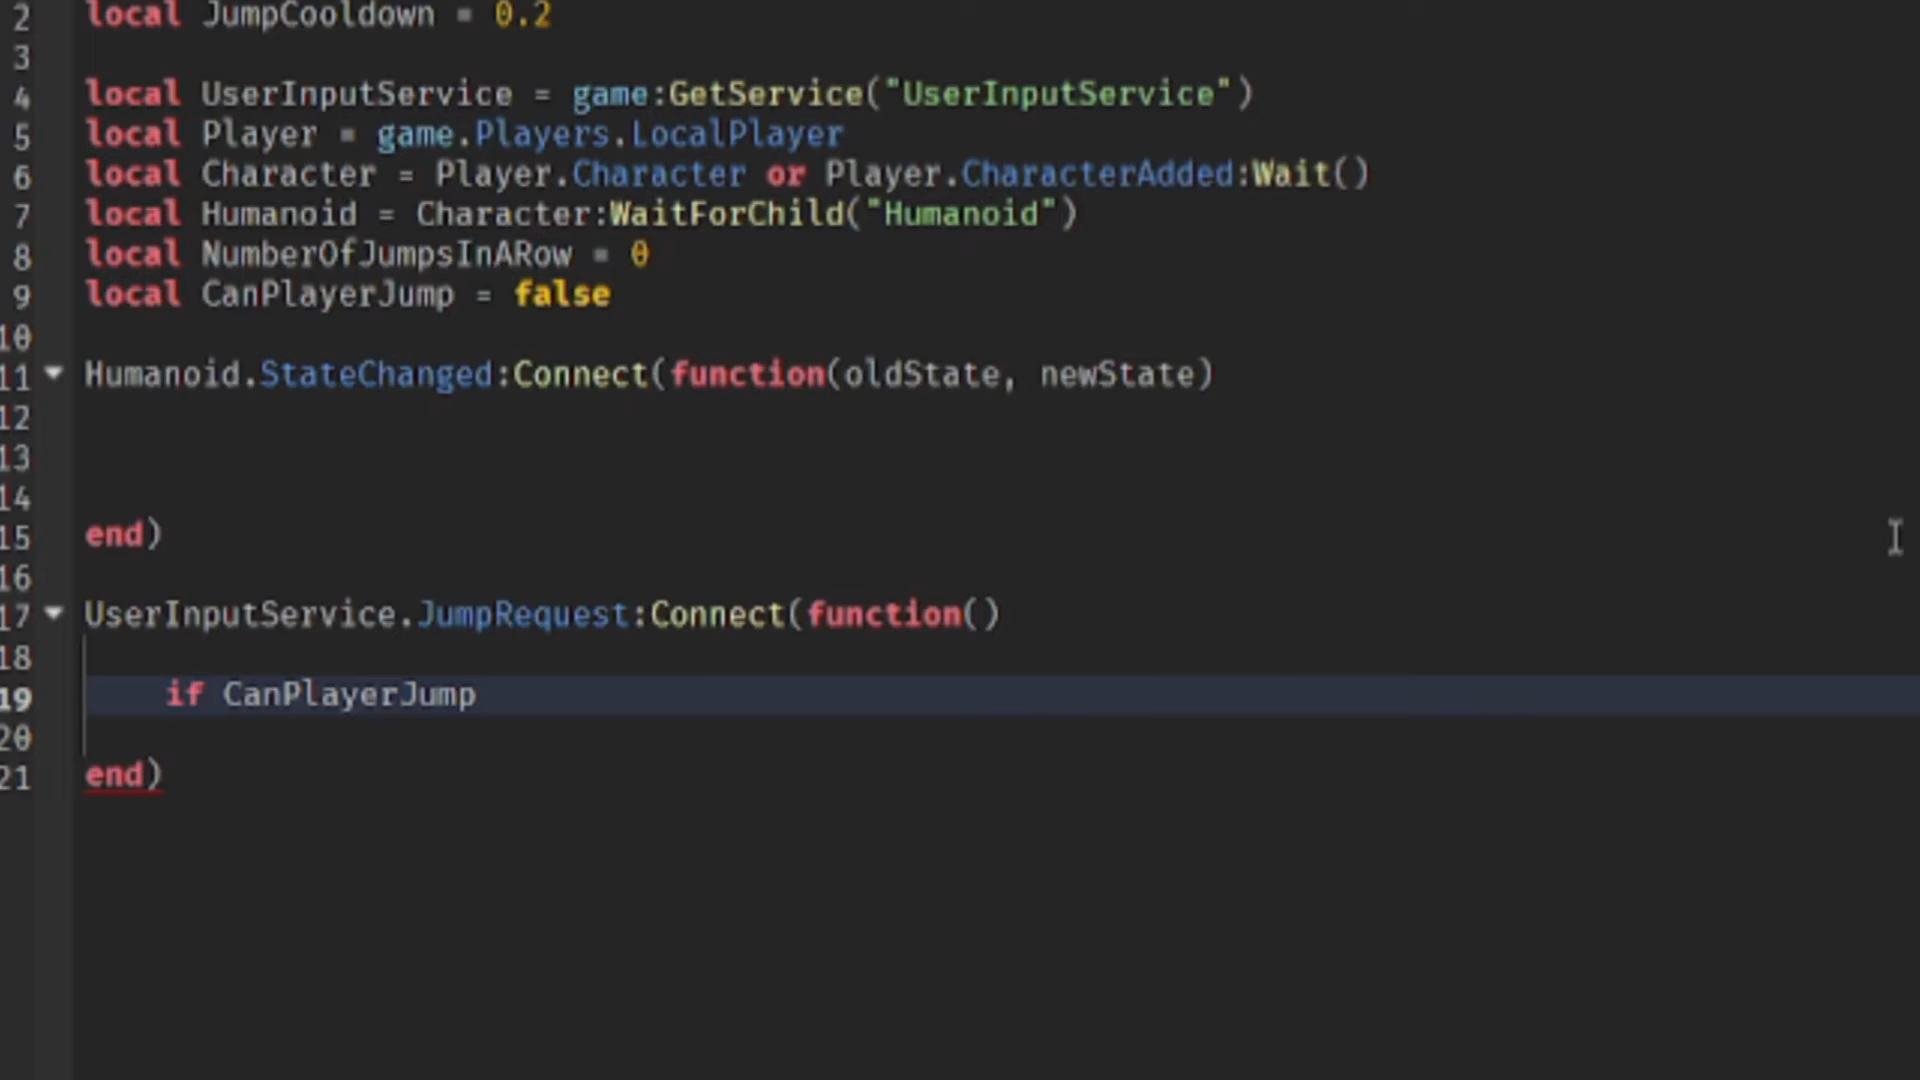 2 local JumpCooldown = 0.2
3
4 local UserInputService = game:GetService("UserInputService")
5 local Player = game.Players.LocalPlayer
6 local Character = Player.Character or Player.CharacterAdded:Wait()
7 local Humanoid = Character:WaitForChild("Humanoid")
8 local NumberOfJumpsInARow = 0
9 local CanPlayerJump = false
10
11 Humanoid.StateChanged:Connect(function(oldState, newState)
12
13
14
15 end)
16
17 UserInputService.JumpRequest:Connect(function()
18
19 if CanPlayerJump
20
21 end)